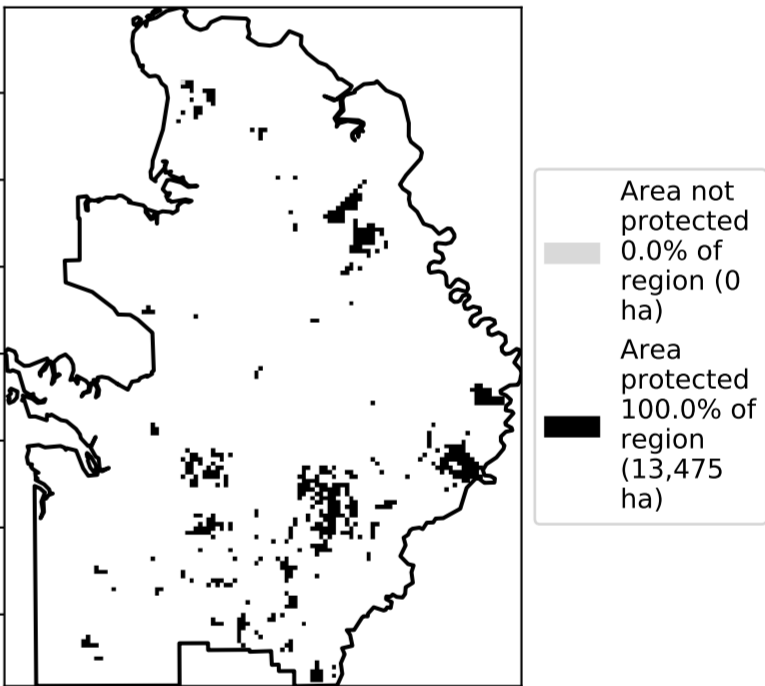 Area not
protected
0.0% of
region (0
ha)
Area
protected
100.0% of
region
(13,475
ha)